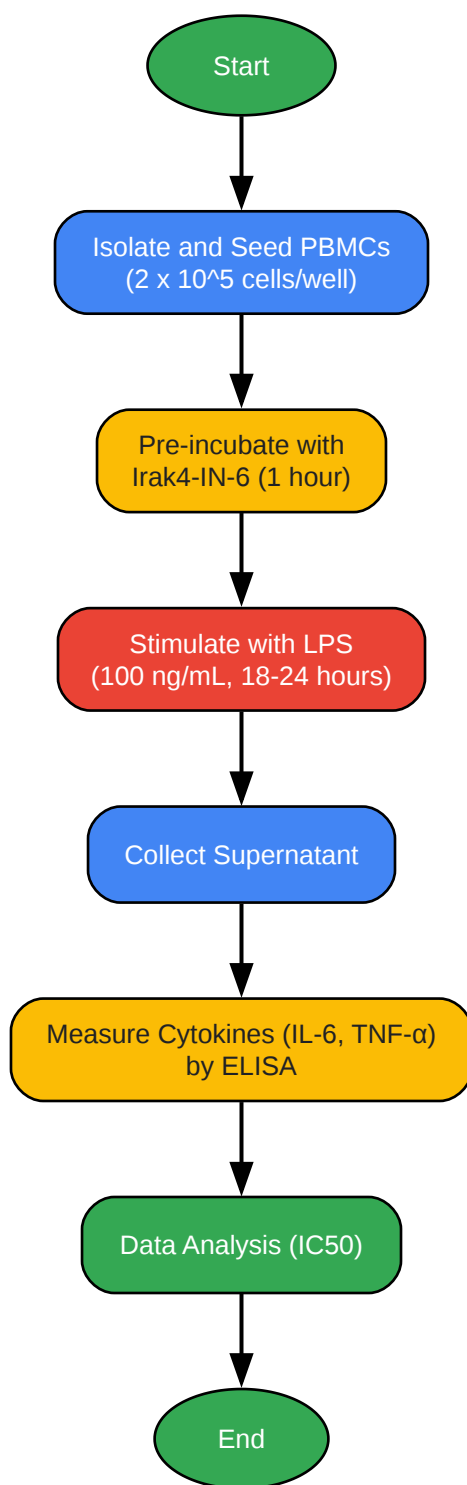 Start
Isolate and Seed PBMCs
(2 x 10^5 cells/well)
Pre-incubate with
Irak4-IN-6 (1 hour)
Stimulate with LPS
(100 ng/mL, 18-24 hours)
Collect Supernatant
Measure Cytokines (IL-6, TNF-α)
by ELISA
Data Analysis (IC50)
End